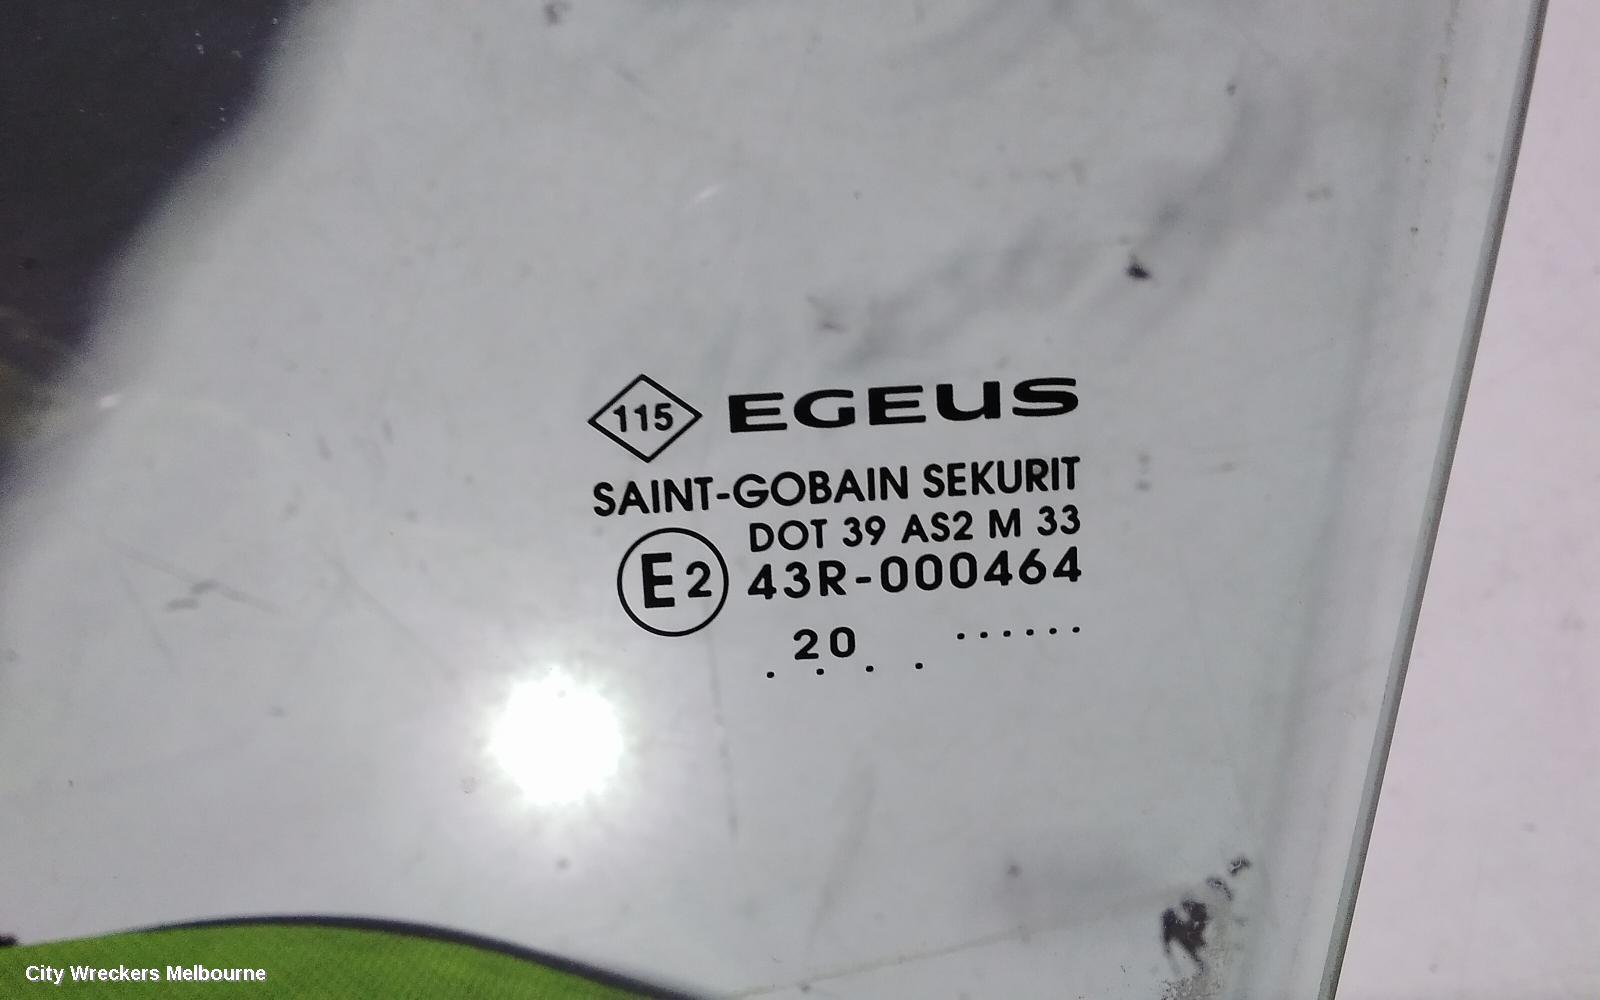 115 EGEUS
SAINT-GOBAIN SEKURIT
DOT 39 AS2 M 33
E2 43R-000464
. 20 . . . ......
City Wreckers Melbourne